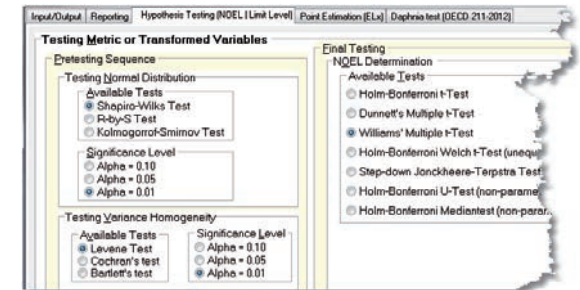 Input/Output Reporting Hypothesis Testing (NOEL | Limit Level) Point Estimation (ELx) Daphnia test (OECD 211-2012)
Testing Metric or Transformed Variables
Pretesting Sequence
Testing Normal Distribution
Available Tests
Shapiro-Wilks Test
R-by-S Test
Kolmogorrof-Smirnov Test
Significance Level
Alpha = 0.10
Alpha = 0.05
Alpha = 0.01
Testing Variance Homogeneity
Available Tests
Levene Test
Cochran's test
Bartlett's test
Significance Level
Alpha = 0.10
Alpha = 0.05
Alpha = 0.01
Final Testing
NOEL Determination
Available Tests
Holm-Bonferroni t-Test
Dunnett's Multiple t-Test
Williams' Multiple t-Test
Holm-Bonferroni Welch t-Test (unequ
Step-down Jonckheere-Terpstra Test
Holm-Bonferroni U-Test (non-parame
Holm-Bonferroni Mediantest (non-param